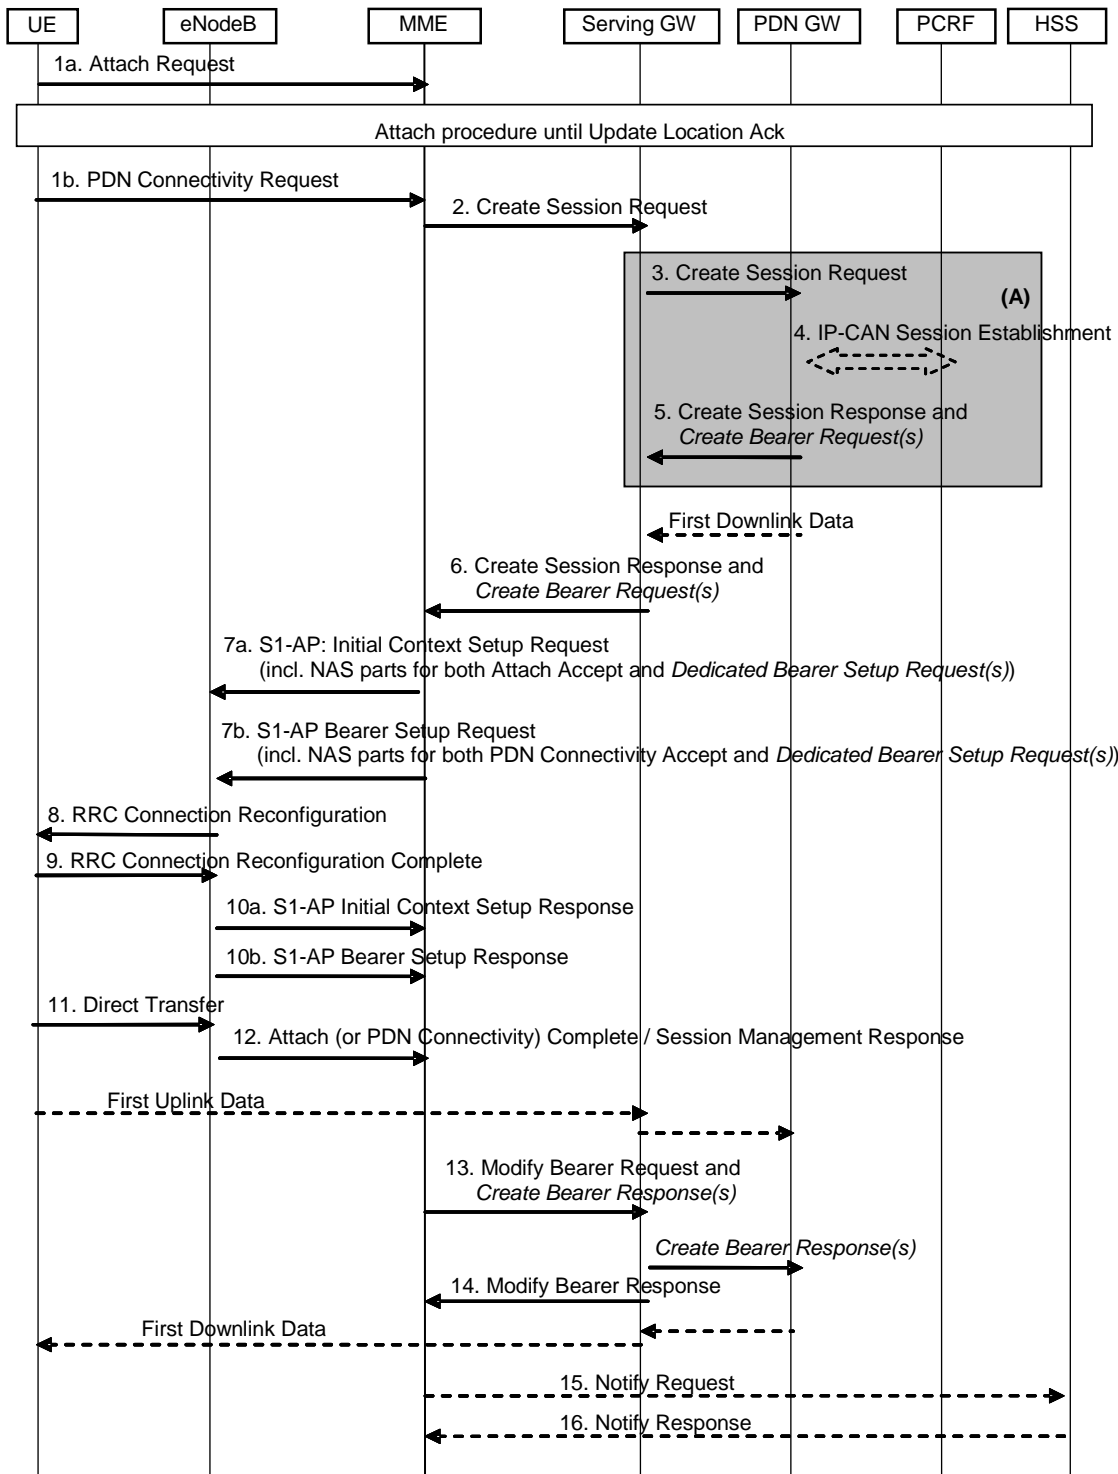 UE eNodeB MME Serving GW PDN GW PCRF HSS
1a. Attach Request
Attach procedure until Update Location Ack
1b. PDN Connectivity Request
2. Create Session Request
3. Create Session Request
(A)
4. IP-CAN Session Establishment
5. Create Session Response and
Create Bearer Request(s)
First Downlink Data
6. Create Session Response and
Create Bearer Request(s)
7a. S1-AP: Initial Context Setup Request
(incl. NAS parts for both Attach Accept and Dedicated Bearer Setup Request(s))
7b. S1-AP Bearer Setup Request
(incl. NAS parts for both PDN Connectivity Accept and Dedicated Bearer Setup Request(s))
8. RRC Connection Reconfiguration
9. RRC Connection Reconfiguration Complete
10a. S1-AP Initial Context Setup Response
10b. S1-AP Bearer Setup Response
11. Direct Transfer
12. Attach (or PDN Connectivity) Complete / Session Management Response
First Uplink Data
13. Modify Bearer Request and
Create Bearer Response(s)
Create Bearer Response(s)
14. Modify Bearer Response
First Downlink Data
15. Notify Request
16. Notify Response